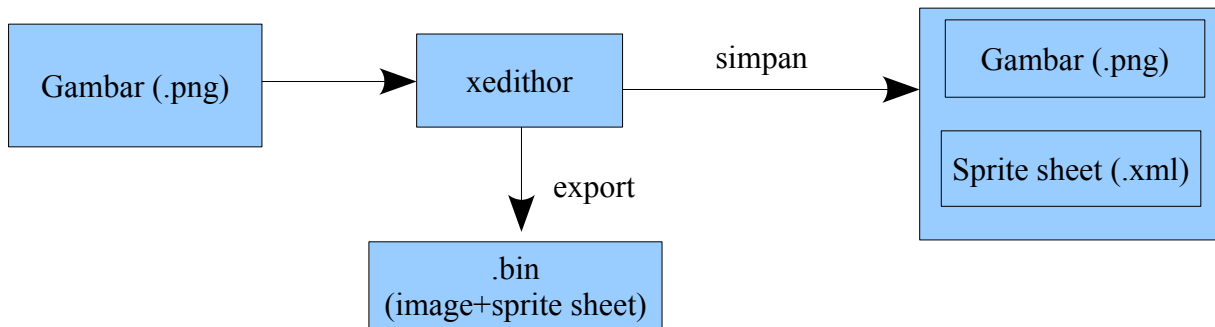 Gambar (.png)
xedithor
simpan
Gambar (.png)
Sprite sheet (.xml)
export
.bin
(image+sprite sheet)